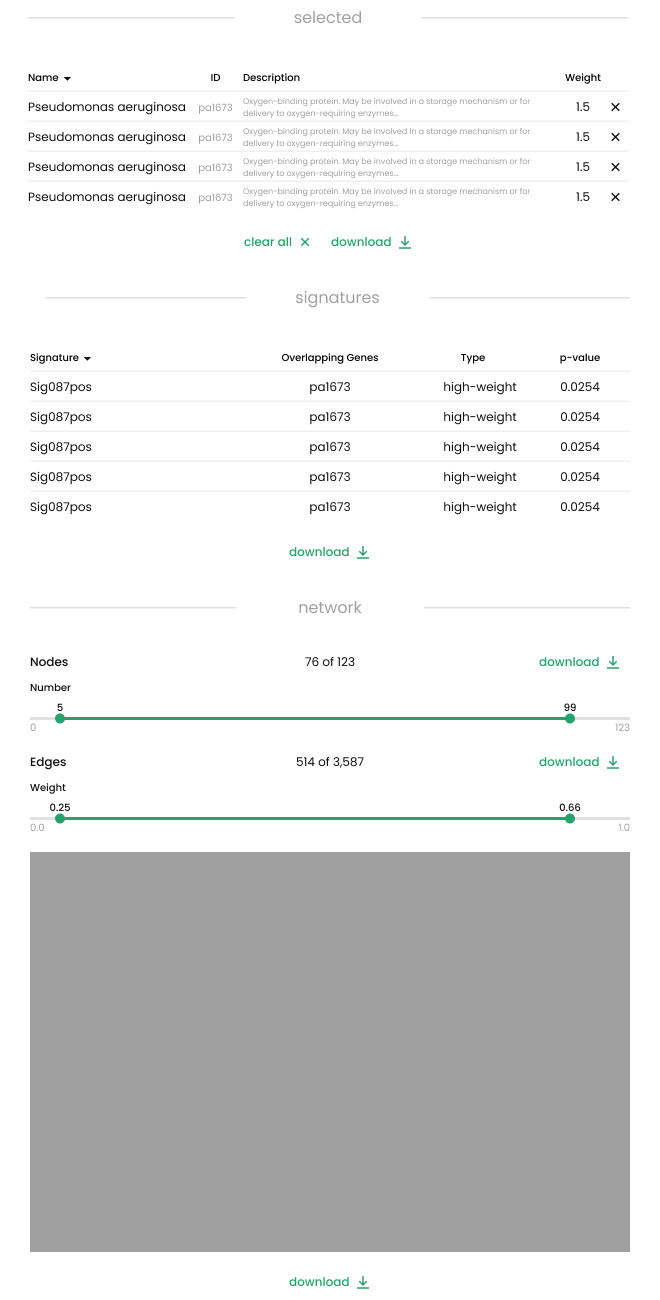 selected
Name ID Description Weight
Pseudomonas aeruginosa pa1673 Oxygen-binding protein. May be involved in a storage mechanism or for 1.5
delivery to oxygen-requiring enzymes...
Pseudomonas aeruginosa pa1673 Oxygen-binding protein. May be involved in a storage mechanism or for 1.5
delivery to oxygen-requiring enzymes...
Pseudomonas aeruginosa pa1673 Oxygen-binding protein. May be involved in a storage mechanism or for 1.5
delivery to oxygen-requiring enzymes...
Pseudomonas aeruginosa pa1673 Oxygen-binding protein. May be involved in a storage mechanism or for 1.5
delivery to oxygen-requiring enzymes...
clear all download
signatures
Signature Overlapping Genes Type p-value
Sig087pos pa1673 high-weight 0.0254
Sig087pos pa1673 high-weight 0.0254
Sig087pos pa1673 high-weight 0.0254
Sig087pos pa1673 high-weight 0.0254
Sig087pos pa1673 high-weight 0.0254
download
network
Nodes 76 of 123 download
Number
5 99
0 123
Edges 514 of 3,587 download
Weight
0.25 0.66
0.0 1.0
download